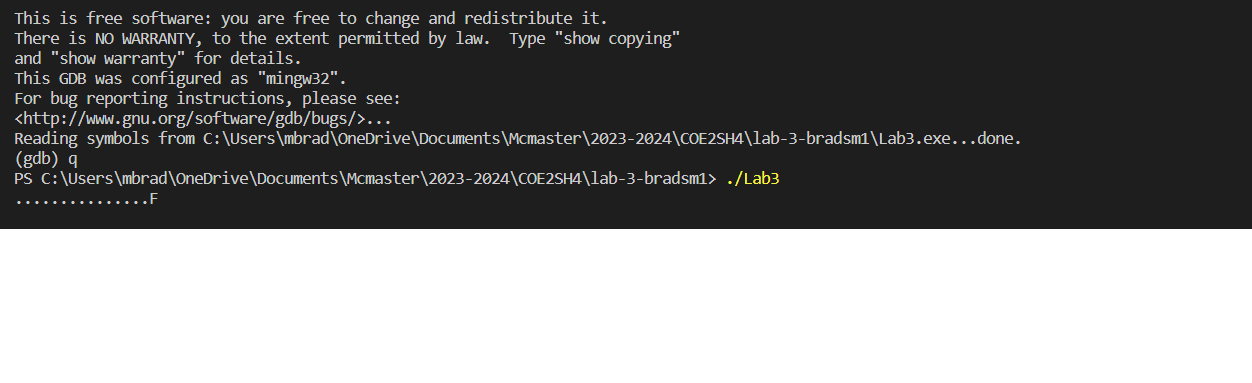 This is free software: you are free to change and redistribute it.
There is NO WARRANTY, to the extent permitted by law.  Type "show copying"
and "show warranty" for details.
This GDB was configured as "mingw32".
For bug reporting instructions, please see:
<http://www.gnu.org/software/gdb/bugs/>...
Reading symbols from C:\Users\mbrad\OneDrive\Documents\Mcmaster\2023-2024\COE2SH4\lab-3-bradsm1\Lab3.exe...done.
(gdb) q
PS C:\Users\mbrad\OneDrive\Documents\Mcmaster\2023-2024\COE2SH4\lab-3-bradsm1> ./Lab3
...............F